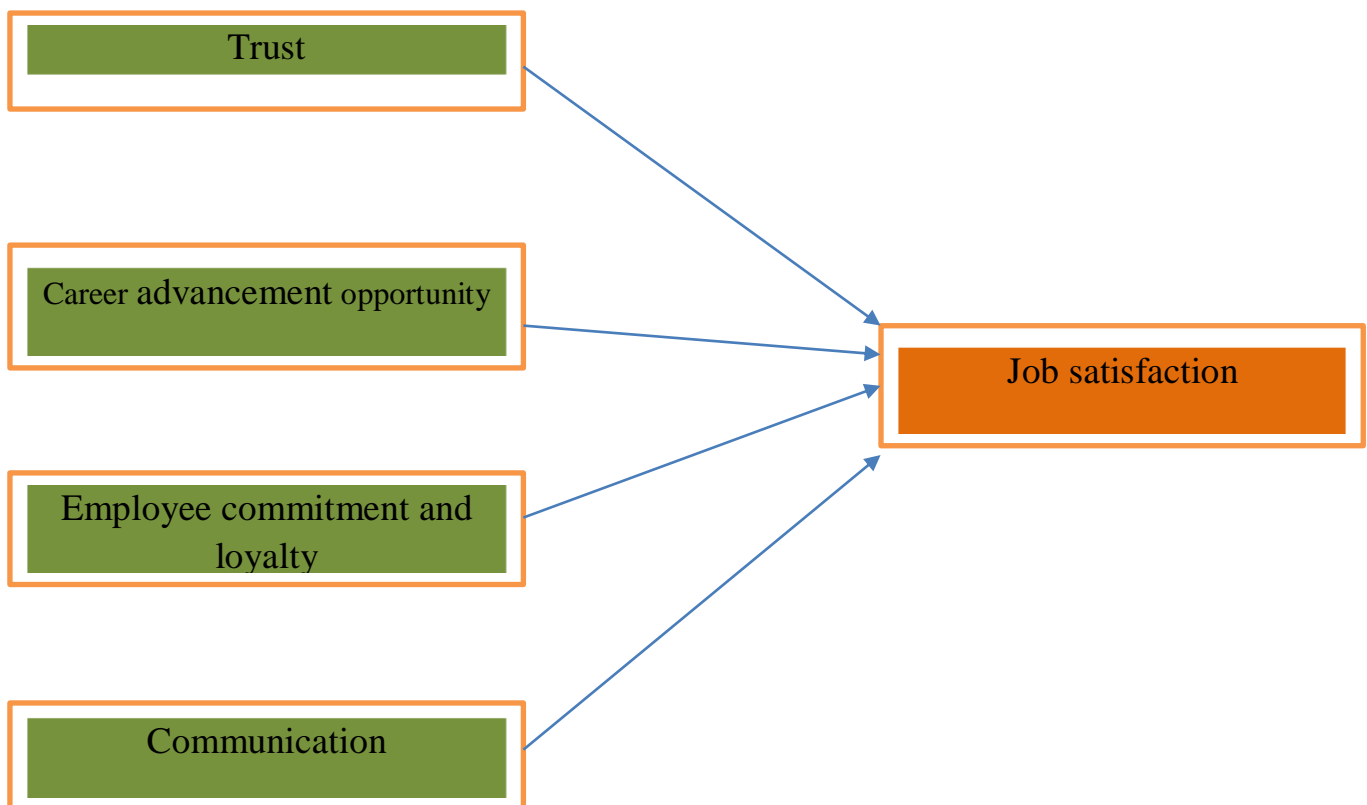 Trust
Career advancement opportunity
Job satisfaction
Employee commitment and
loyalty
Communication